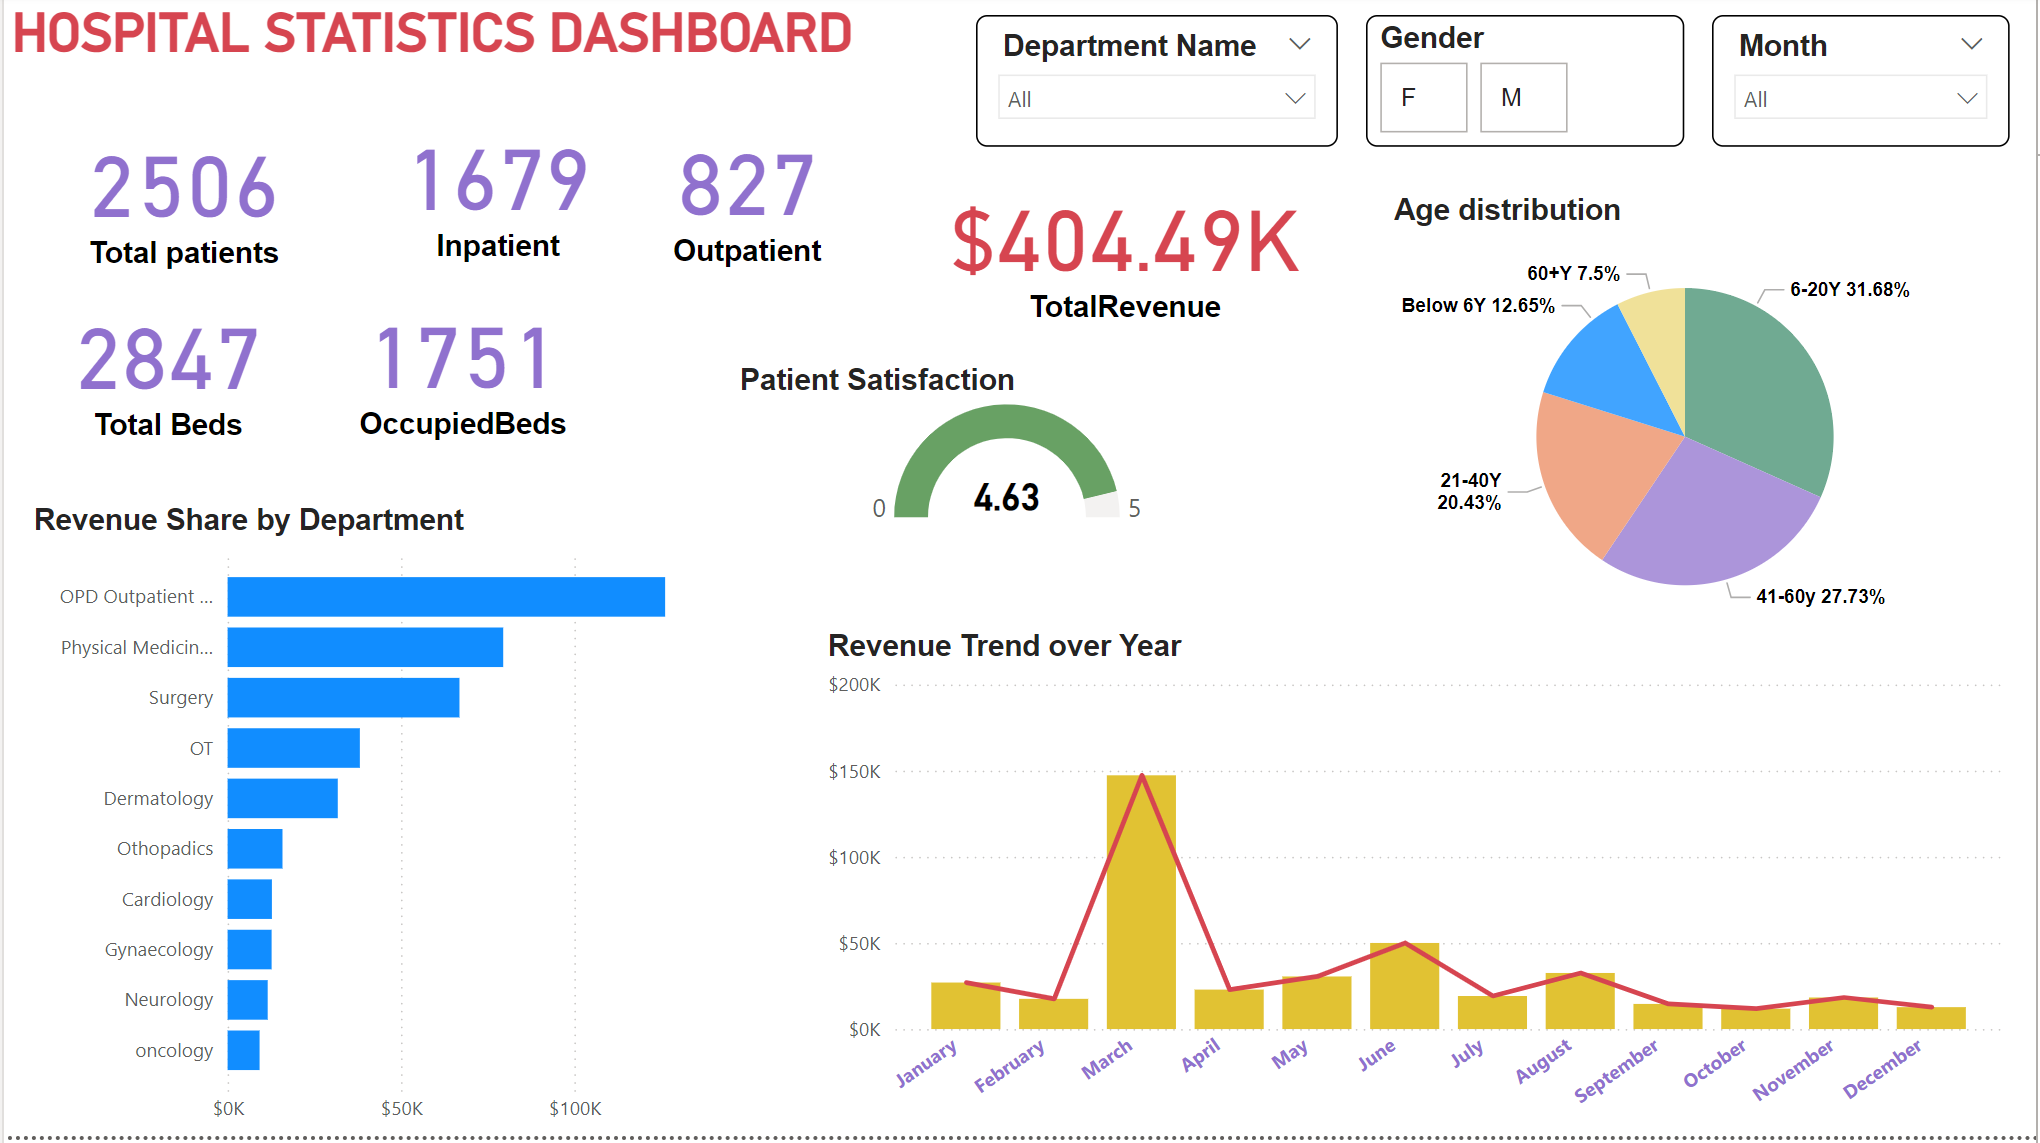 HOSPITAL STATISTICS DASHBOARD
Department Name
All
Gender
F
M
Month
All
2506
Total patients
1679
Inpatient
827
Outpatient
$404.49K
TotalRevenue
2847
Total Beds
1751
OccupiedBeds
Patient Satisfaction
0
4.63
5
Age distribution
60+Y 7.5%
6-20Y 31.68%
Below 6Y 12.65%
21-40Y
20.43%
41-60y 27.73%
Revenue Share by Department
OPD Outpatient ...
Physical Medicin...
Surgery
OT
Dermatology
Othopadics
Cardiology
Gynaecology
Neurology
oncology
$0K
$50K
$100K
Revenue Trend over Year
$200K
$150K
$100K
$50K
$0K
January
February
March
April
May
June
July
August
September
October
November
December